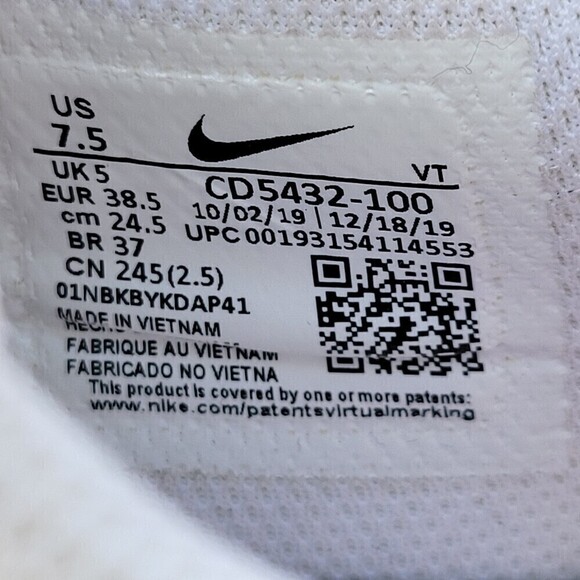 US
7.5
VT
UK 5
EUR 38.5
cm 24.5
BR 37
CN 245(2.5)
CD5432-100
10/02/19 | 12/18/19
UPC 00193154114553
01NBKBYKDAP41
MADE IN VIETNAM
HECHO
FABRIQUE AU VIETNAM
FABRICADO NO VIETNA
This product is covered by one or more patents:
www.nike.com/patentsvirtualmarking